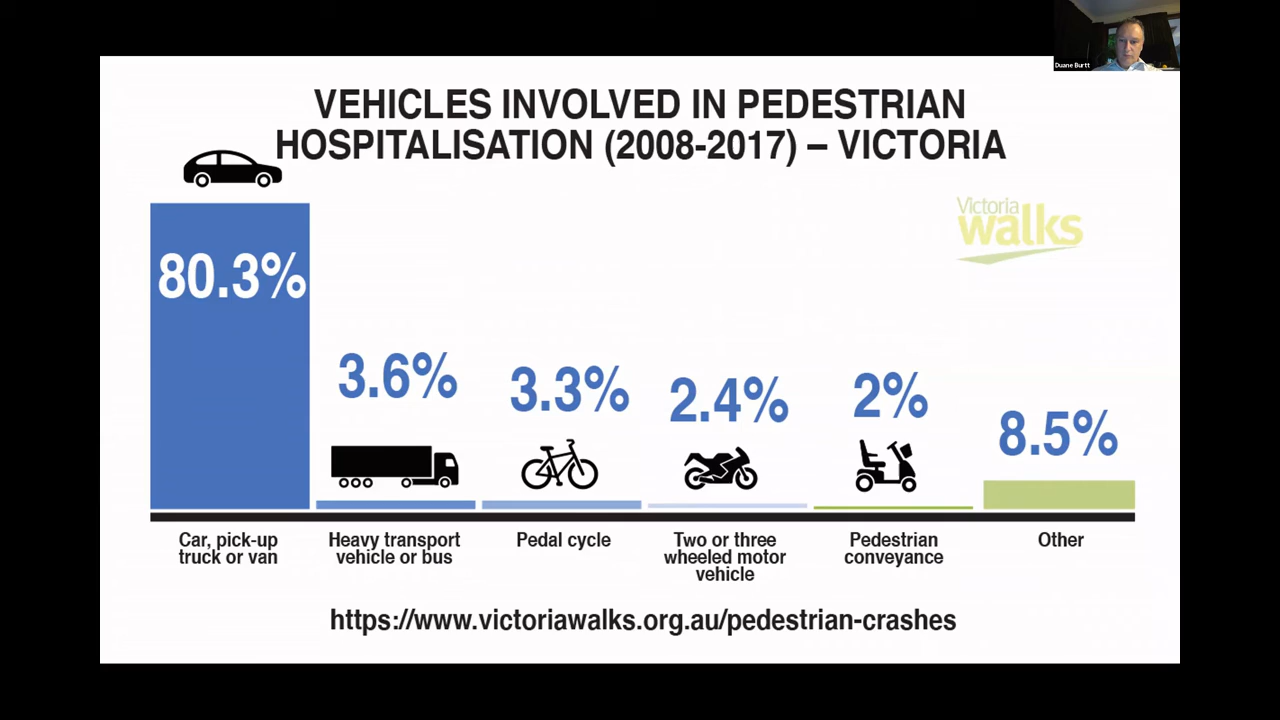 Duane Burtt
VEHICLES INVOLVED IN PEDESTRIAN
HOSPITALISATION (2008-2017) – VICTORIA
Victoria
walks
80.3%
3.6%
3.3%
2.4%
2%
8.5%
Car, pick-up
truck or van
Heavy transport
vehicle or bus
Pedal cycle
Two or three
wheeled motor
vehicle
Pedestrian
conveyance
Other
https://www.victoriawalks.org.au/pedestrian-crashes